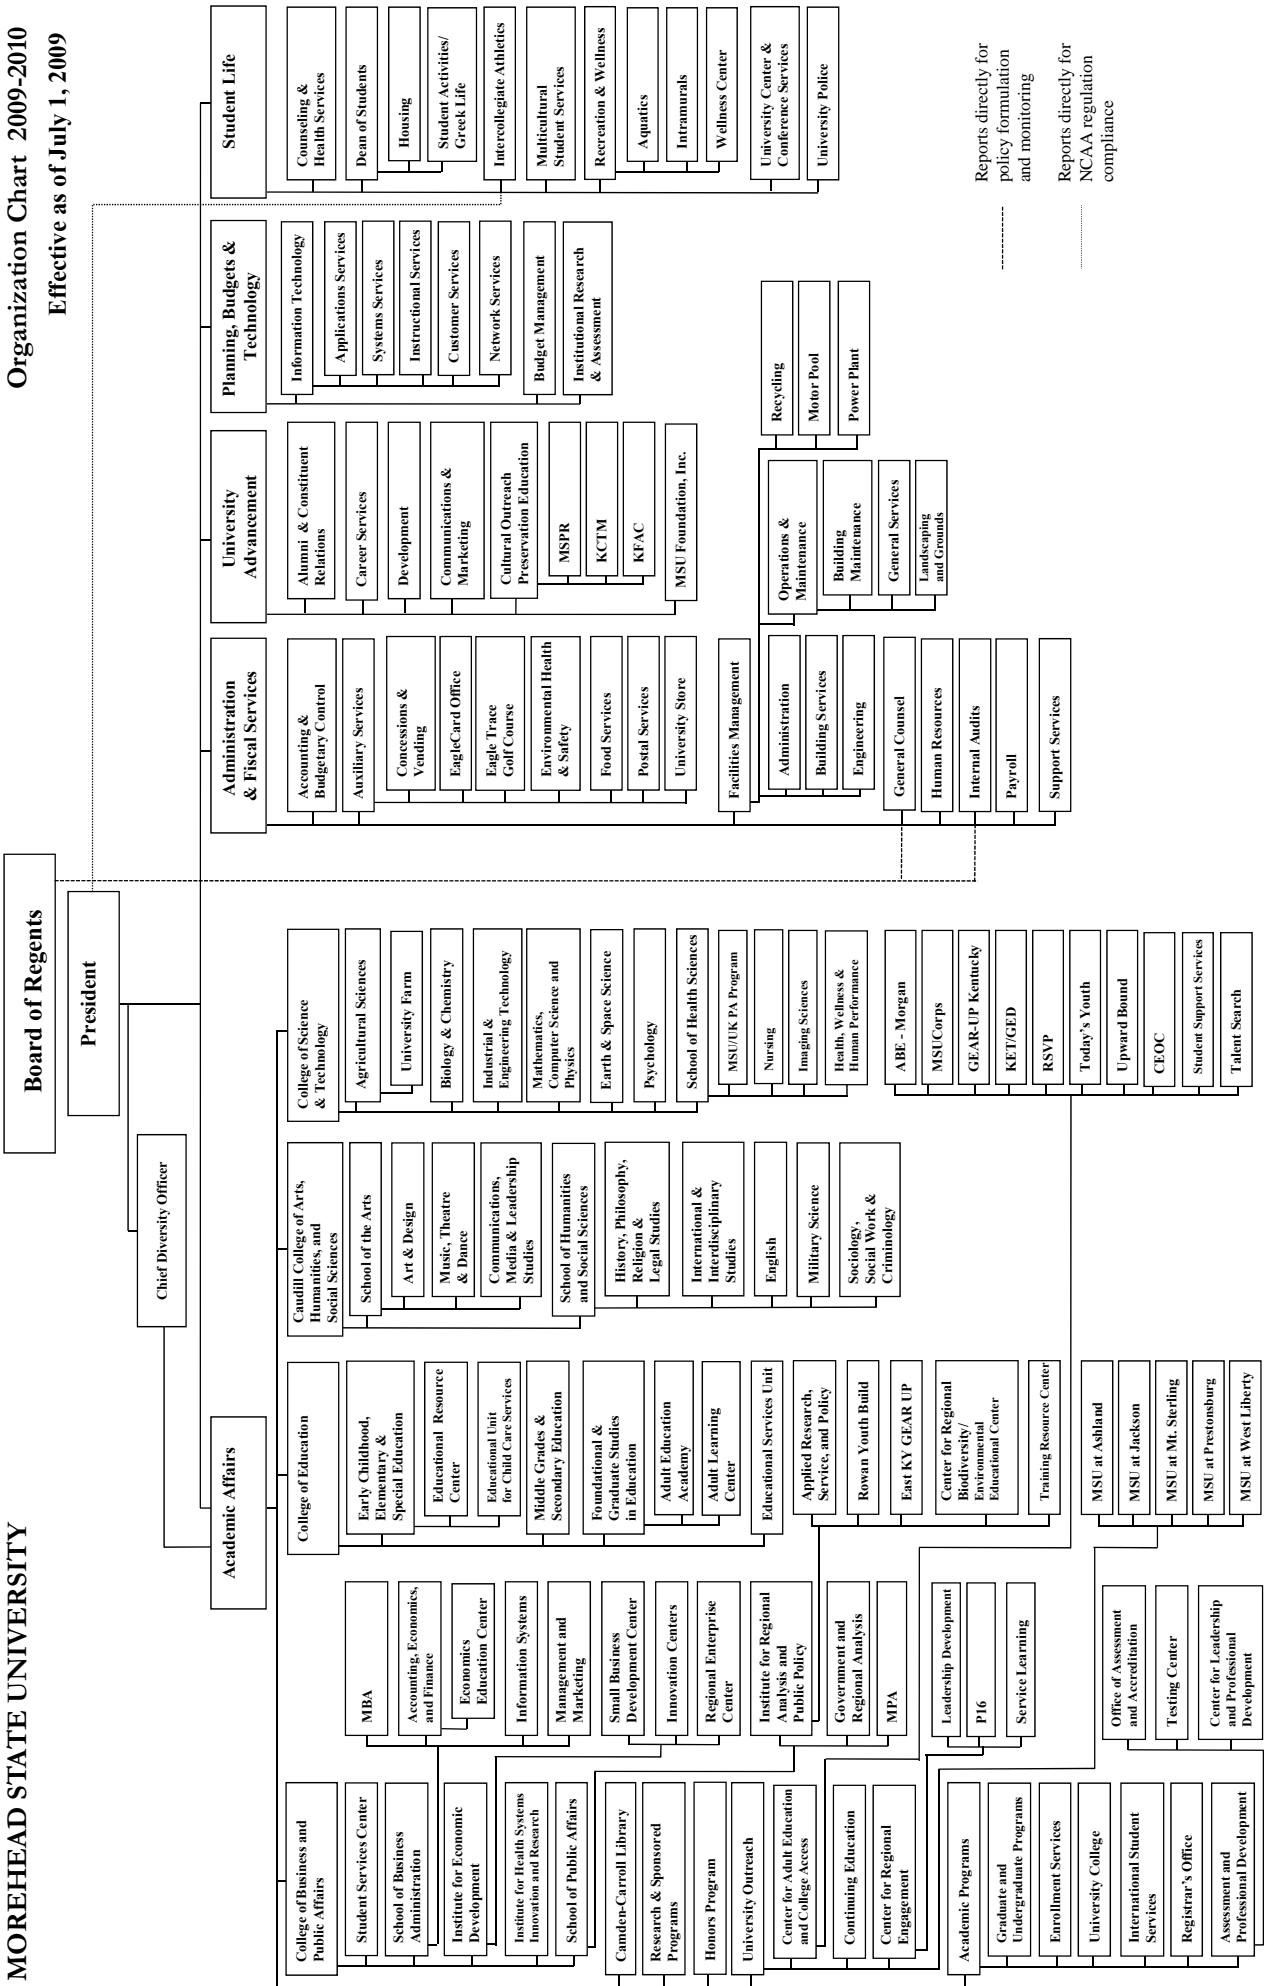 MOREHEAD STATE UNIVERSITY
Organization Chart 2009-2010
Effective as of July 1, 2009
Board of Regents
President
Chief Diversity Officer
Academic Affairs
Administration
& Fiscal Services
University
Advancement
Planning, Budgets &
Technology
Student Life
College of Business and
Public Affairs
Student Services Center
School of Business
Administration
Institute for Economic
Development
Institute for Health Systems
Innovation and Research
School of Public Affairs
Camden-Carroll Library
Research & Sponsored
Programs
Honors Program
University Outreach
Center for Adult Education
and College Access
Continuing Education
Center for Regional
Engagement
Academic Programs
Graduate and
Undergraduate Programs
Enrollment Services
University College
International Student
Services
Registrar's Office
Assessment and
Professional Development
MBA
Accounting, Economics,
and Finance
Economics
Education Center
Information Systems
Management and
Marketing
Small Business
Development Center
Innovation Centers
Regional Enterprise
Center
Institute for Regional
Analysis and
Public Policy
Government and
Regional Analysis
MPA
Leadership Development
P16
Service Learning
Office of Assessment
and Accreditation
Testing Center
Center for Leadership
and Professional
Development
College of Education
Early Childhood,
Elementary &
Special Education
Educational Resource
Center
Educational Unit
for Child Care Services
Middle Grades &
Secondary Education
Foundational &
Graduate Studies
in Education
Adult Education
Academy
Adult Learning
Center
Educational Services Unit
Applied Research,
Service, and Policy
Rowan Youth Build
East KY GEAR UP
Center for Regional
Biodiversity/
Environmental
Educational Center
Training Resource Center
MSU at Ashland
MSU at Jackson
MSU at Mt. Sterling
MSU at Prestonsburg
MSU at West Liberty
Caudill College of Arts,
Humanities, and
Social Sciences
School of the Arts
Art & Design
Music, Theatre
& Dance
Communications,
Media & Leadership
Studies
School of Humanities
and Social Sciences
History, Philosophy,
Religion &
Legal Studies
International &
Interdisciplinary
Studies
English
Military Science
Sociology,
Social Work &
Criminology
College of Science
& Technology
Agricultural Sciences
University Farm
Biology & Chemistry
Industrial &
Engineering Technology
Mathematics,
Computer Science and
Physics
Earth & Space Science
Psychology
School of Health Sciences
MSU/UK PA Program
Nursing
Imaging Sciences
Health, Wellness &
Human Performance
ABE - Morgan
MSUCorps
GEAR-UP Kentucky
KET/GED
RSVP
Today's Youth
Upward Bound
CEOC
Student Support Services
Talent Search
Accounting &
Budgetary Control
Auxiliary Services
Concessions &
Vending
EagleCard Office
Eagle Trace
Golf Course
Environmental Health
& Safety
Food Services
Postal Services
University Store
Facilities Management
Administration
Building Services
Engineering
General Counsel
Human Resources
Internal Audits
Payroll
Support Services
Operations &
Maintenance
Building
Maintenance
General Services
Landscaping
and Grounds
Recycling
Motor Pool
Power Plant
Alumni & Constituent
Relations
Career Services
Development
Communications &
Marketing
Cultural Outreach
Preservation Education
MSPR
KCTM
KFAC
MSU Foundation, Inc.
Information Technology
Applications Services
Systems Services
Instructional Services
Customer Services
Network Services
Budget Management
Institutional Research
& Assessment
Counseling &
Health Services
Dean of Students
Housing
Student Activities/
Greek Life
Intercollegiate Athletics
Multicultural
Student Services
Recreation & Wellness
Aquatics
Intramurals
Wellness Center
University Center &
Conference Services
University Police
Reports directly for
policy formulation
and monitoring
Reports directly for
NCAA regulation
compliance